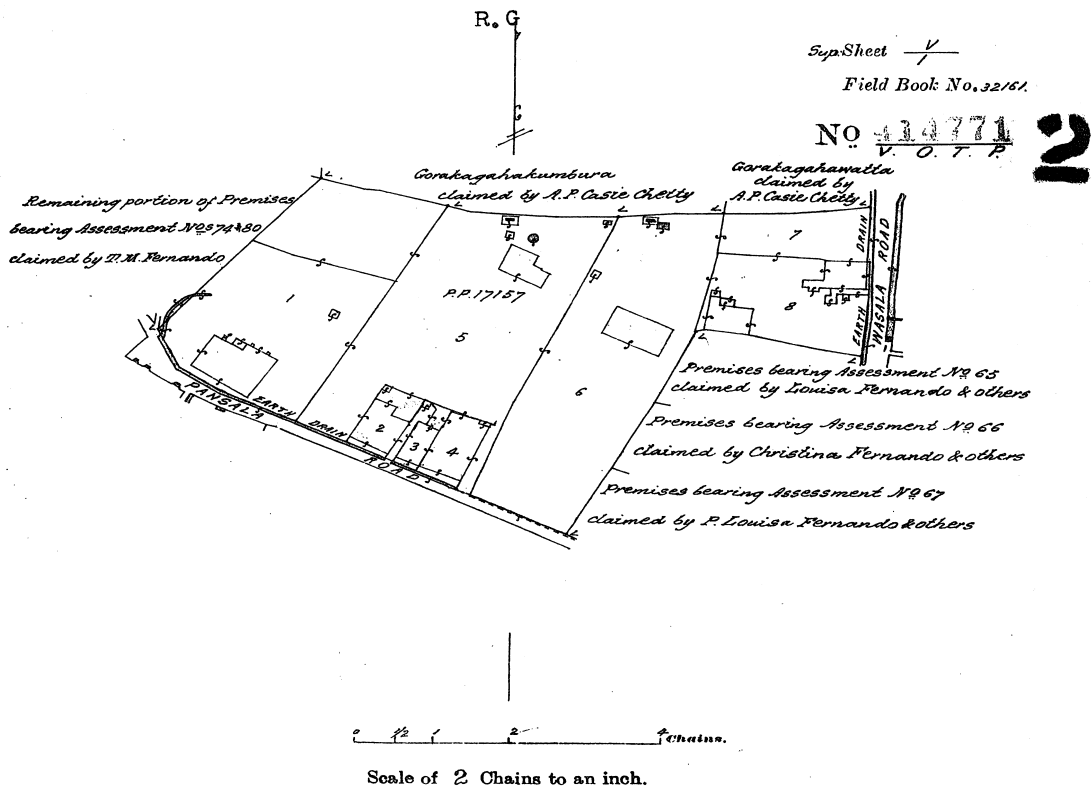 R. G
Sup. Sheet V/1
Field Book No. 32161.
No 414771
V. O. T. P.
2
Gorakagahakumbura
claimed by A.P. Casie Chetty
Gorakagahawatta
claimed by
A.P. Casie Chetty
Remaining portion of Premises
bearing Assessment Nos 74 & 80
claimed by T.M. Fernando
1
P.P. 17157
5
6
7
8
2
3
4
EARTH DRAIN
WASALA ROAD
PANSALA ROAD
EARTH DRAIN
Premises bearing Assessment No 65
claimed by Louisa Fernando & others
Premises bearing Assessment No 66
claimed by Christina Fernando & others
Premises bearing Assessment No 67
claimed by P. Louisa Fernando & others
0 1/2 1 2 4 Chains.
Scale of 2 Chains to an inch.